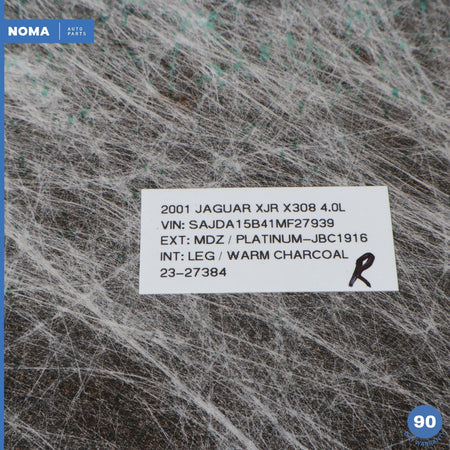 NOMA AUTO PARTS
2001 JAGUAR XJR X308 4.0L
VIN: SAJDA15B41MF27939
EXT: MDZ / PLATINUM-JBC1916
INT: LEG / WARM CHARCOAL
23-27384
R
90